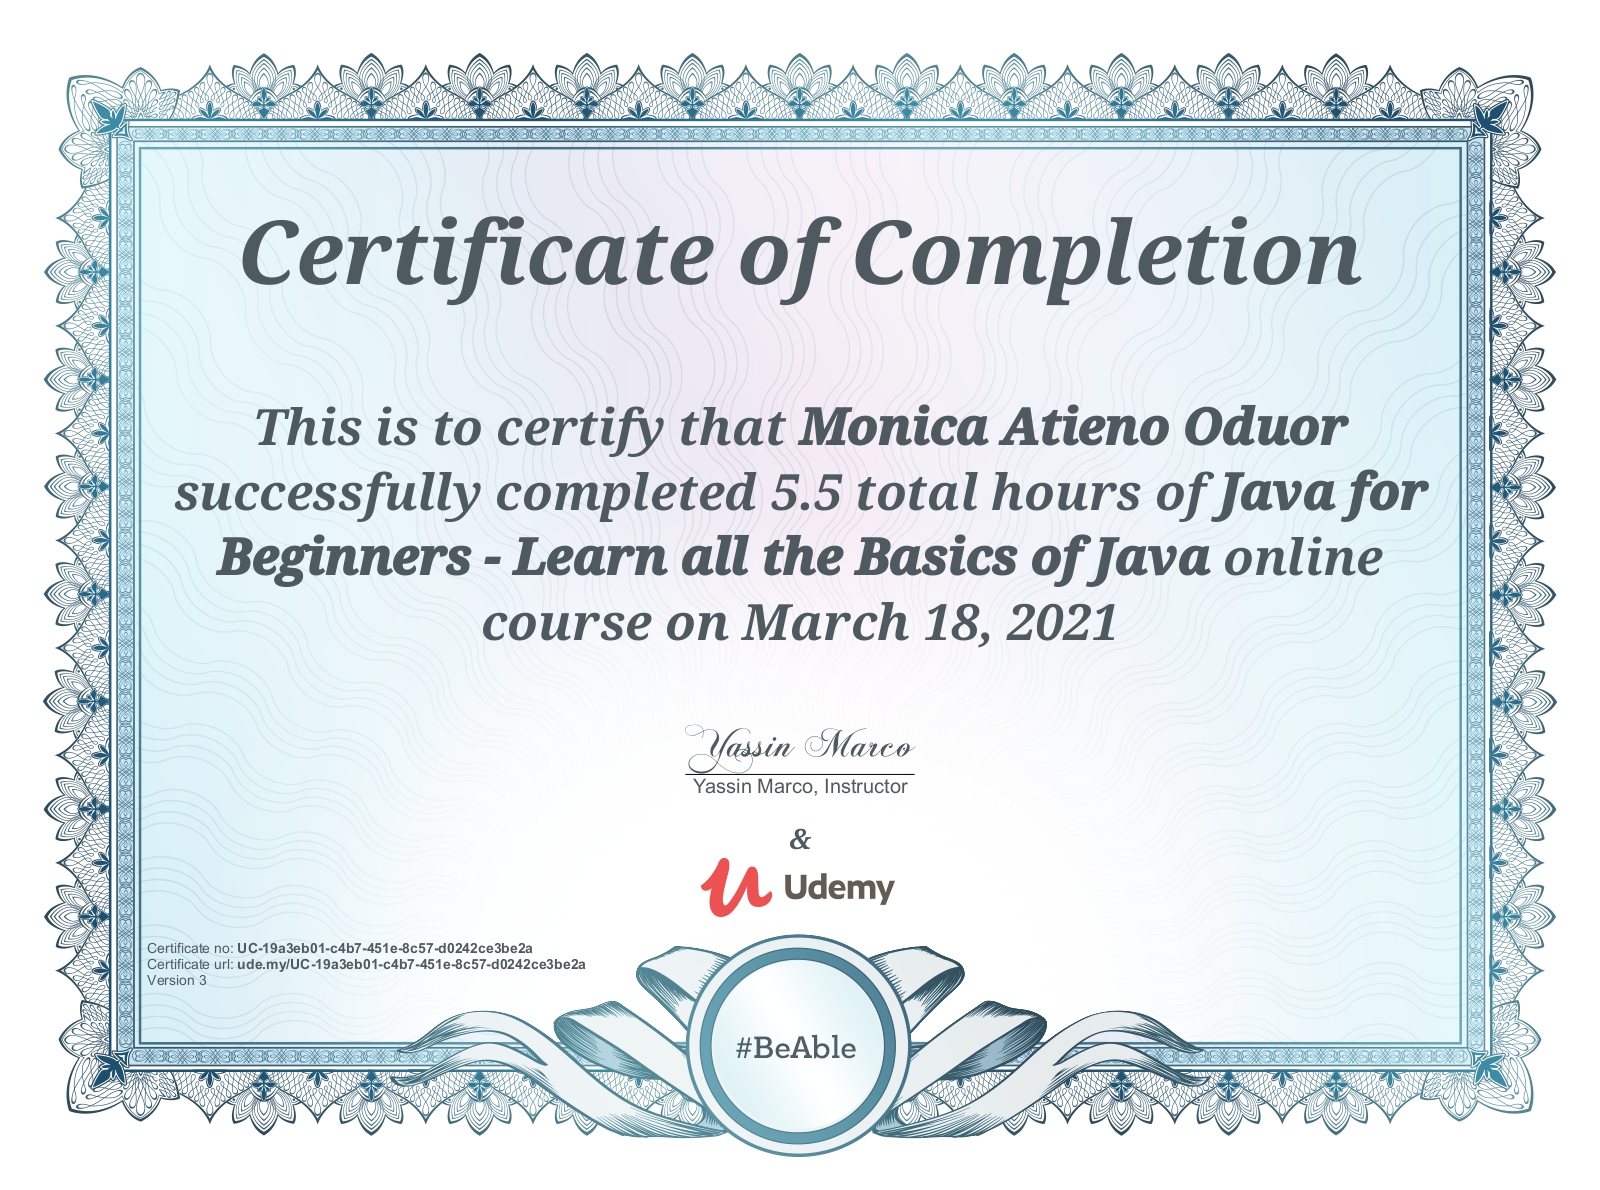 Certificate of Completion
This is to certify that Monica Atieno Oduor
successfully completed 5.5 total hours of Java for
Beginners - Learn all the Basics of Java online
course on March 18, 2021
Yassin Marco
Yassin Marco, Instructor
&
Udemy
Certificate no: UC-19a3eb01-c4b7-451e-8c57-d0242ce3be2a
Certificate url: ude.my/UC-19a3eb01-c4b7-451e-8c57-d0242ce3be2a
Version 3
#BeAble